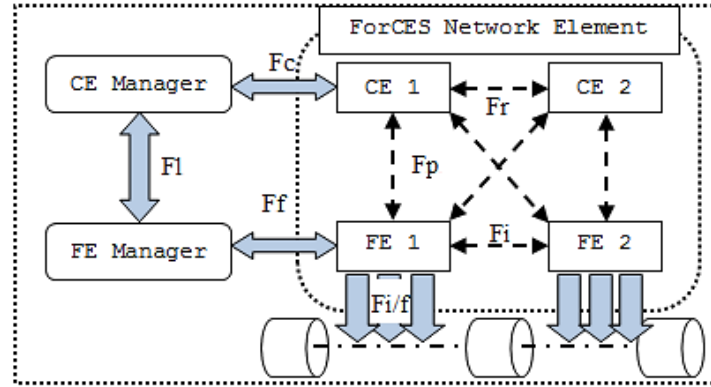 ForCES Network Element
CE Manager
Fc
CE 1
Fr
CE 2
Fl
Fp
Ff
FE Manager
FE 1
Fi
FE 2
Fi/f